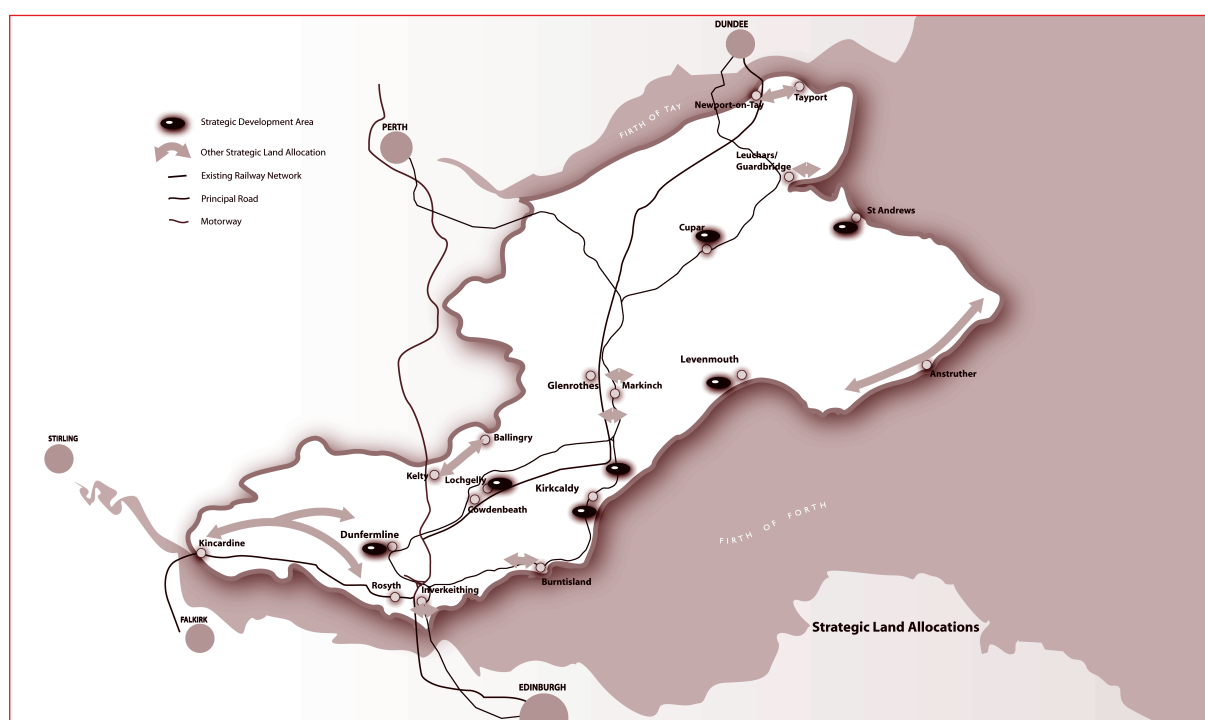 DUNDEE
Newport-on-Tay
Tayport
FIRTH OF TAY
Strategic Development Area
PERTH
Other Strategic Land Allocation
Leuchars/
Guardbridge
Existing Railway Network
Principal Road
St Andrews
Motorway
Cupar
Levenmouth
Anstruther
Glenrothes
Markinch
STIRLING
Ballingry
Kelty
Lochgelly
Kirkcaldy
Cowdenbeath
FIRTH OF FORTH
Dunfermline
Kincardine
Rosyth
Inverkeithing
Burntisland
FALKIRK
Strategic Land Allocations
EDINBURGH